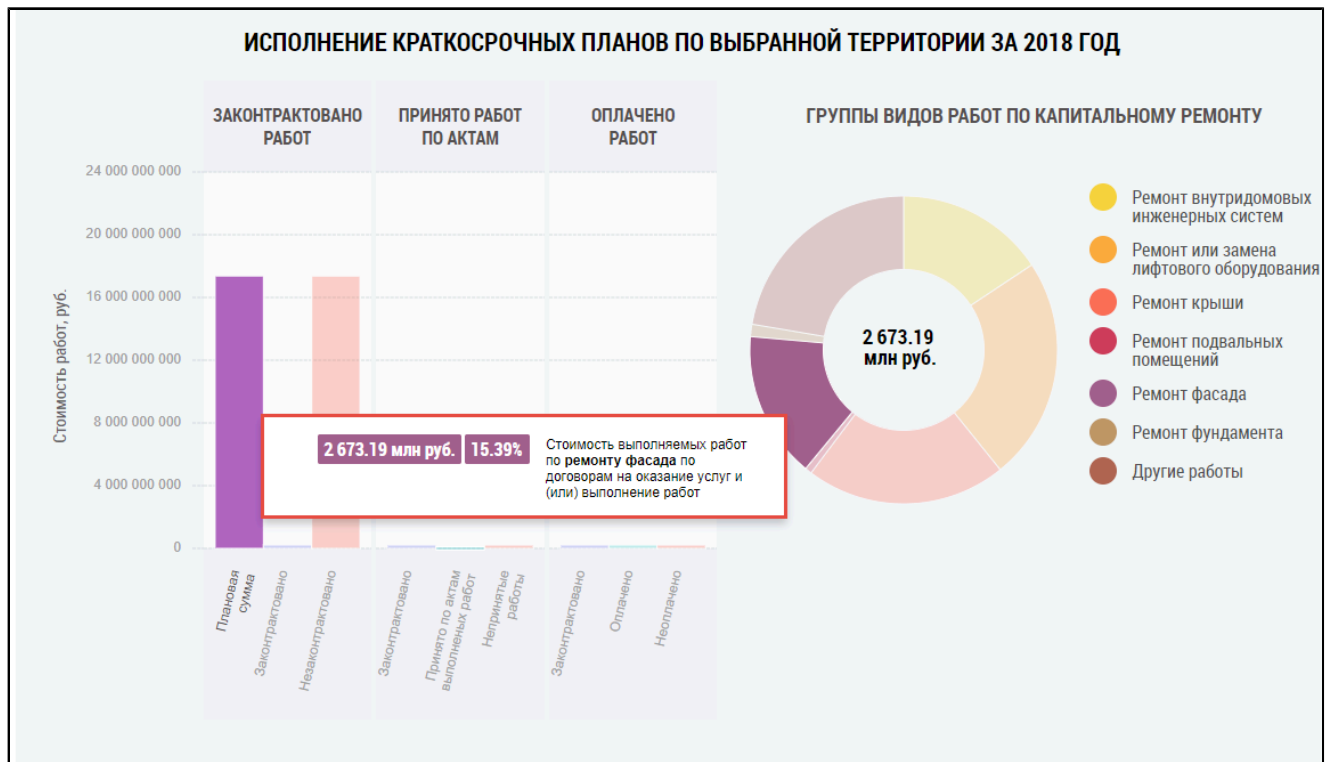 ИСПОЛНЕНИЕ КРАТКОСРОЧНЫХ ПЛАНОВ ПО ВЫБРАННОЙ ТЕРРИТОРИИ ЗА 2018 ГОД
ЗАКОНТРАКТОВАНО
РАБОТ
ПРИНЯТО РАБОТ
ПО АКТАМ
ОПЛАЧЕНО
РАБОТ
Стоимость работ, руб.
24 000 000 000
20 000 000 000
16 000 000 000
12 000 000 000
8 000 000 000
4 000 000 000
0
2 673.19 млн руб.
15.39%
Стоимость выполняемых работ
по ремонту фасада по
договорам на оказание услуг и
(или) выполнение работ
Плановая
сумма
Законтрактовано
Незаконтрактовано
Законтрактовано
Принято по актам
выполненых работ
Непринятые
работы
Законтрактовано
Оплачено
Неоплачено
ГРУППЫ ВИДОВ РАБОТ ПО КАПИТАЛЬНОМУ РЕМОНТУ
2 673.19
млн руб.
Ремонт внутридомовых
инженерных систем
Ремонт или замена
лифтового оборудования
Ремонт крыши
Ремонт подвальных
помещений
Ремонт фасада
Ремонт фундамента
Другие работы